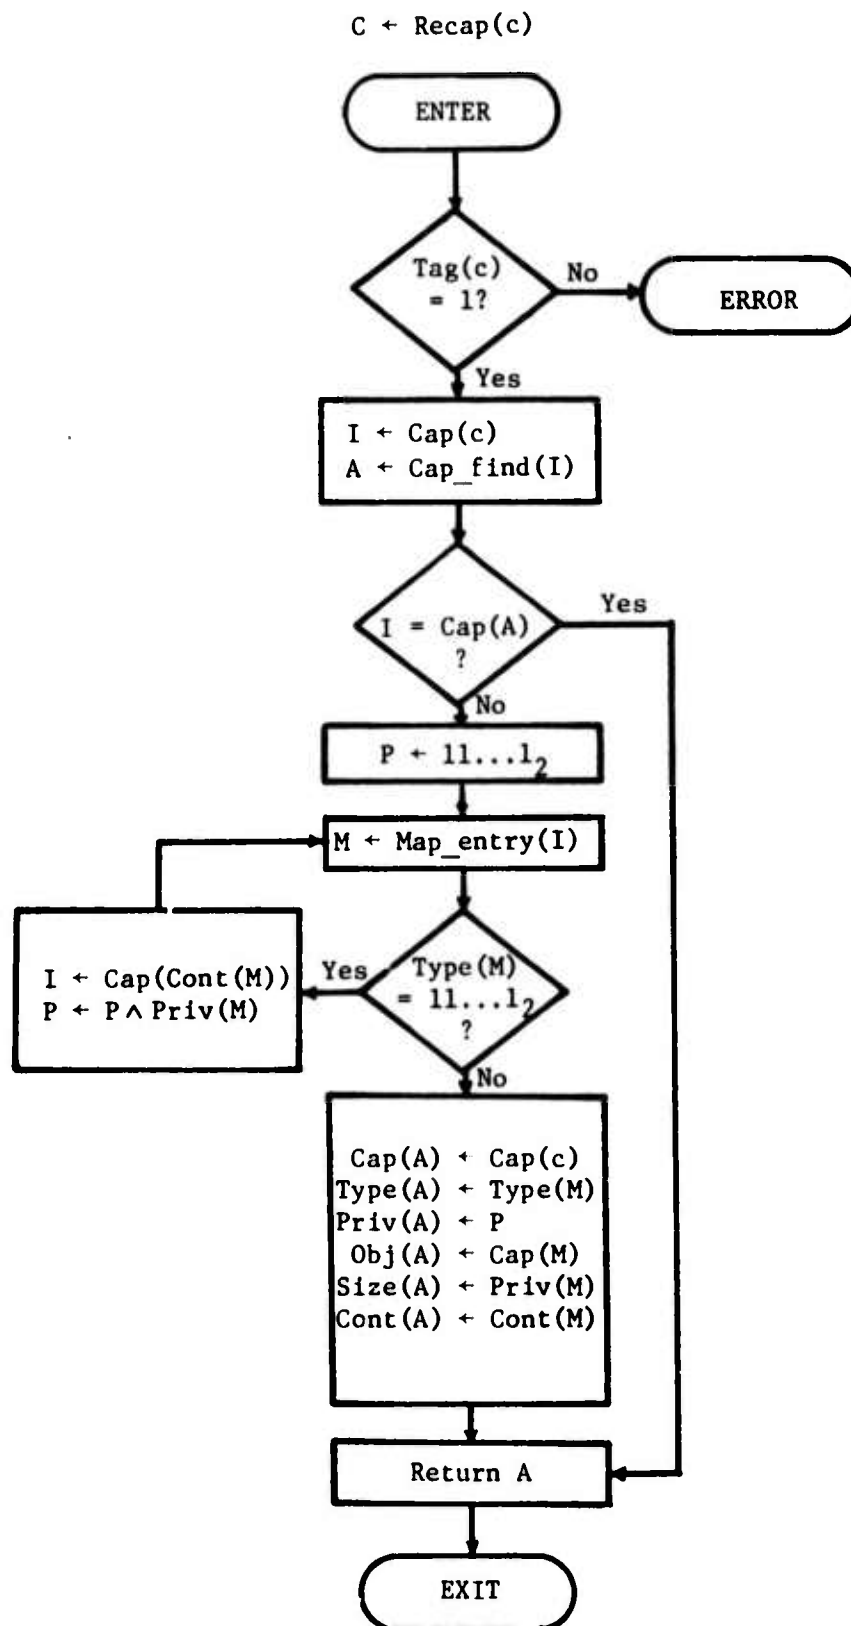 C ← Recap(c)
ENTER
Tag(c)
= 1?
No
ERROR
Yes
I ← Cap(c)
A ← Cap_find(I)
I = Cap(A)
?
Yes
No
P ← 11...1₂
M ← Map_entry(I)
Type(M)
= 11...1₂
?
Yes
I ← Cap(Cont(M))
P ← P ∧ Priv(M)
No
Cap(A) ← Cap(c)
Type(A) ← Type(M)
Priv(A) ← P
Obj(A) ← Cap(M)
Size(A) ← Priv(M)
Cont(A) ← Cont(M)
Return A
EXIT